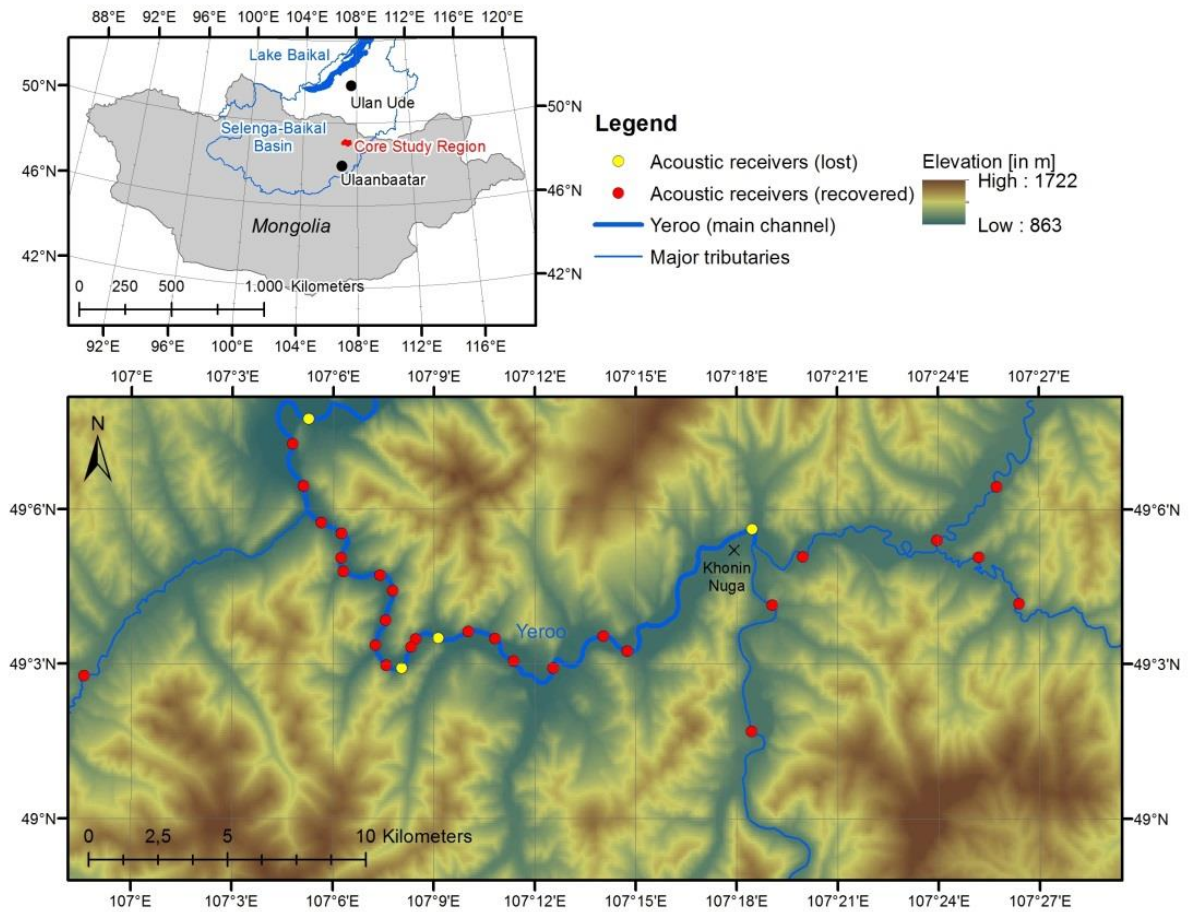 88°E 92°E 96°E 100°E 104°E 108°E 112°E 116°E 120°E
Lake Baikal
50°N
Ulan Ude
50°N
Selenga-Baikal
Basin
Core Study Region
46°N
Ulaanbaatar
46°N
Mongolia
42°N
42°N
0 250 500 1.000 Kilometers
92°E 96°E 100°E 104°E 108°E 112°E 116°E
Legend
Acoustic receivers (lost)
Acoustic receivers (recovered)
Yeroo (main channel)
Major tributaries
Elevation [in m]
High : 1722
Low : 863
107°E 107°3'E 107°6'E 107°9'E 107°12'E 107°15'E 107°18'E 107°21'E 107°24'E 107°27'E
N
49°6'N
49°6'N
Khonin
Nuga
Yeroo
49°3'N
49°3'N
49°N
49°N
0 2,5 5 10 Kilometers
107°E 107°3'E 107°6'E 107°9'E 107°12'E 107°15'E 107°18'E 107°21'E 107°24'E 107°27'E